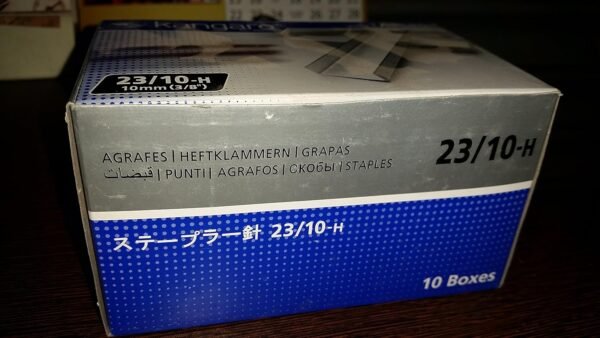 23/10-H
10mm (3/8")
AGRAFES | HEFTKLAMMERN | GRAPAS
قبضات | PUNTI | AGRAFOS | СКОбЫ | STAPLES
23/10-H
ステープラー針 23/10-H
10 Boxes